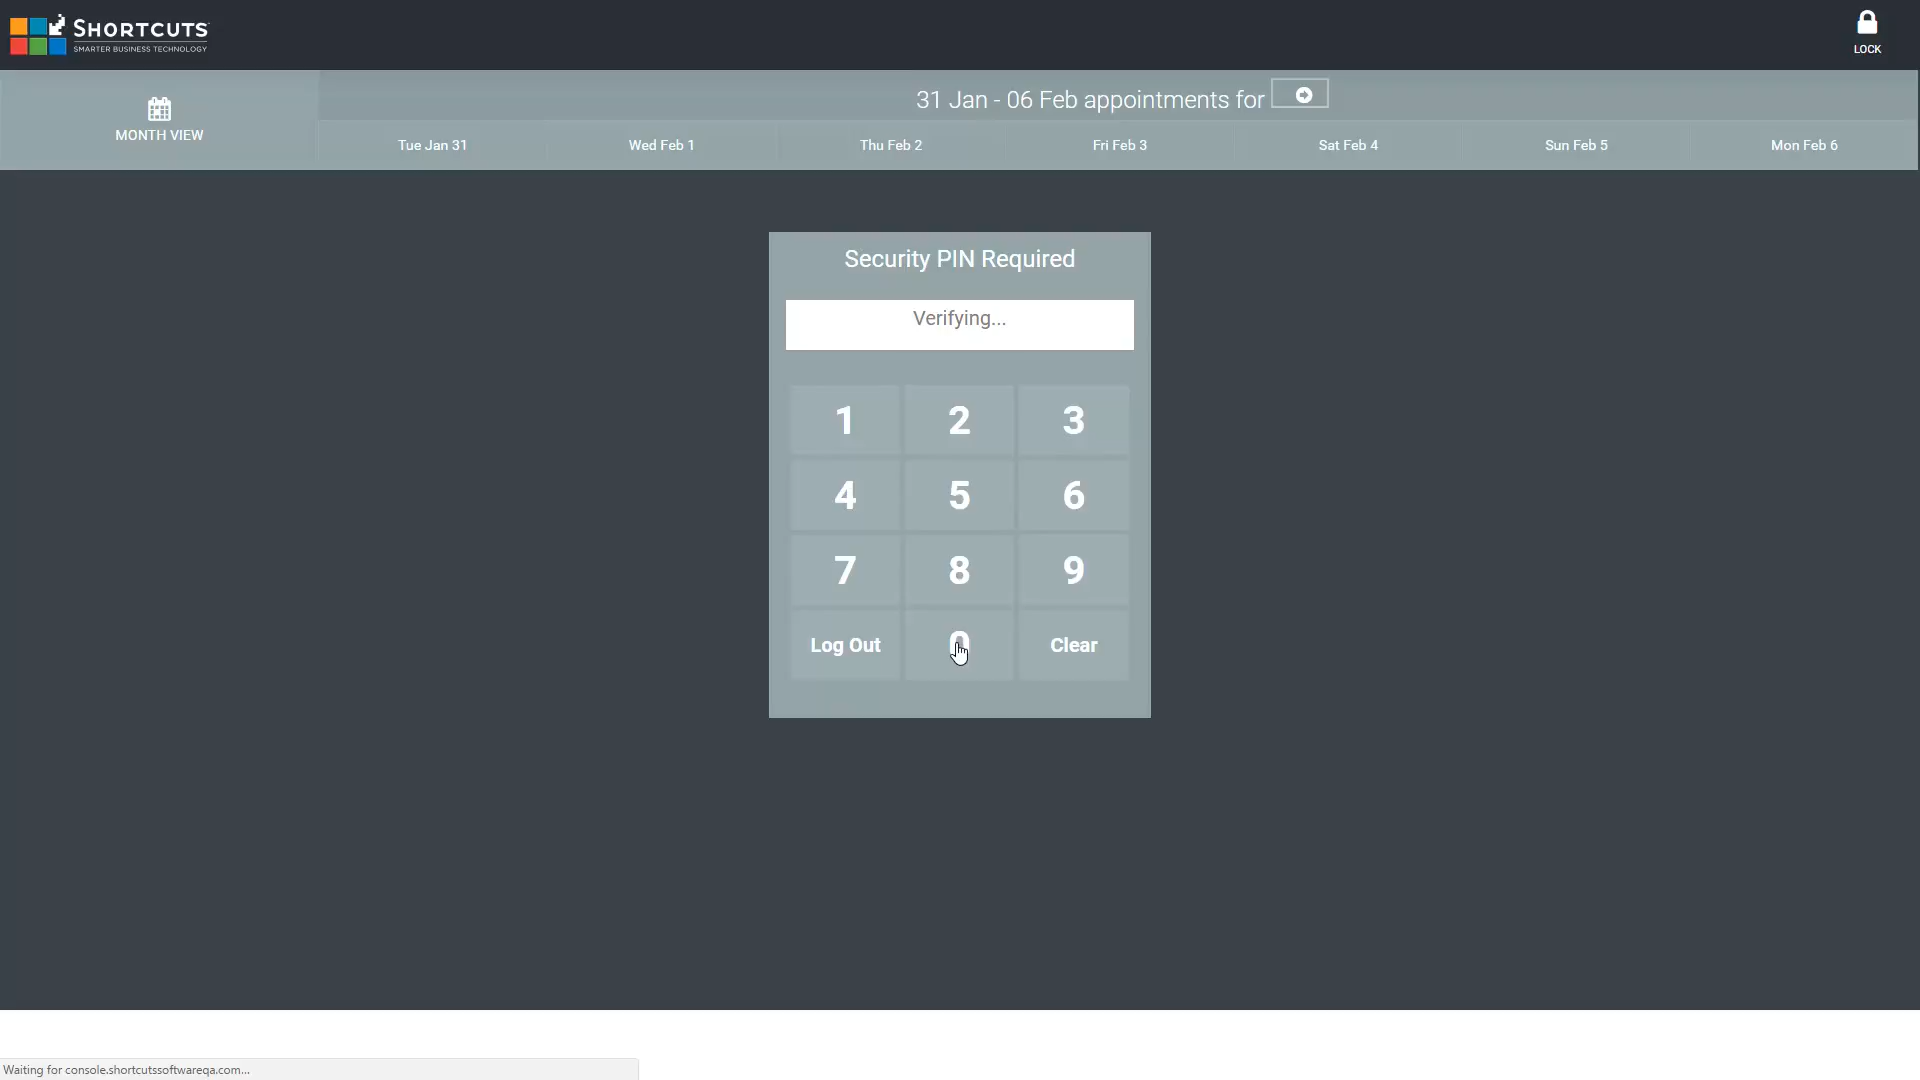 SHORTCUTS
SMARTER BUSINESS TECHNOLOGY
LOCK
MONTH VIEW
31 Jan - 06 Feb appointments for
Tue Jan 31 Wed Feb 1 Thu Feb 2 Fri Feb 3 Sat Feb 4 Sun Feb 5 Mon Feb 6
Security PIN Required
Verifying...
1 2 3
4 5 6
7 8 9
Log Out 0 Clear
Waiting for console.shortcutssoftwareqa.com...